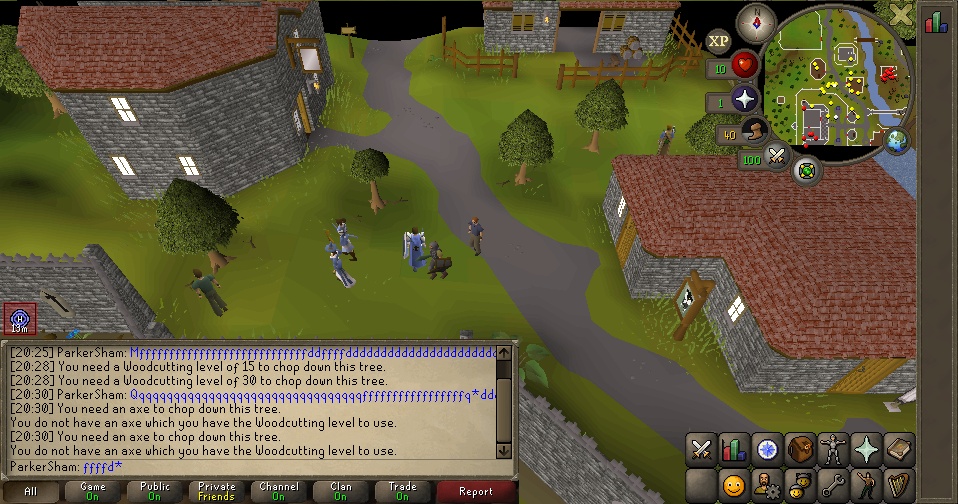 N
XP
10
1
40
100
13m
[20:25] ParkerSham:
[20:28] You need a Woodcutting level of 15 to chop down this tree.
[20:28] You need a Woodcutting level of 30 to chop down this tree.
[20:30] ParkerSham:
[20:30] You need an axe to chop down this tree.
You do not have an axe which you have the Woodcutting level to use.
[20:30] You need an axe to chop down this tree.
You do not have an axe which you have the Woodcutting level to use.
ParkerSham: ffffd*
All
Game
On
Public
On
Private
Friends
Channel
On
Clan
On
Trade
On
Report